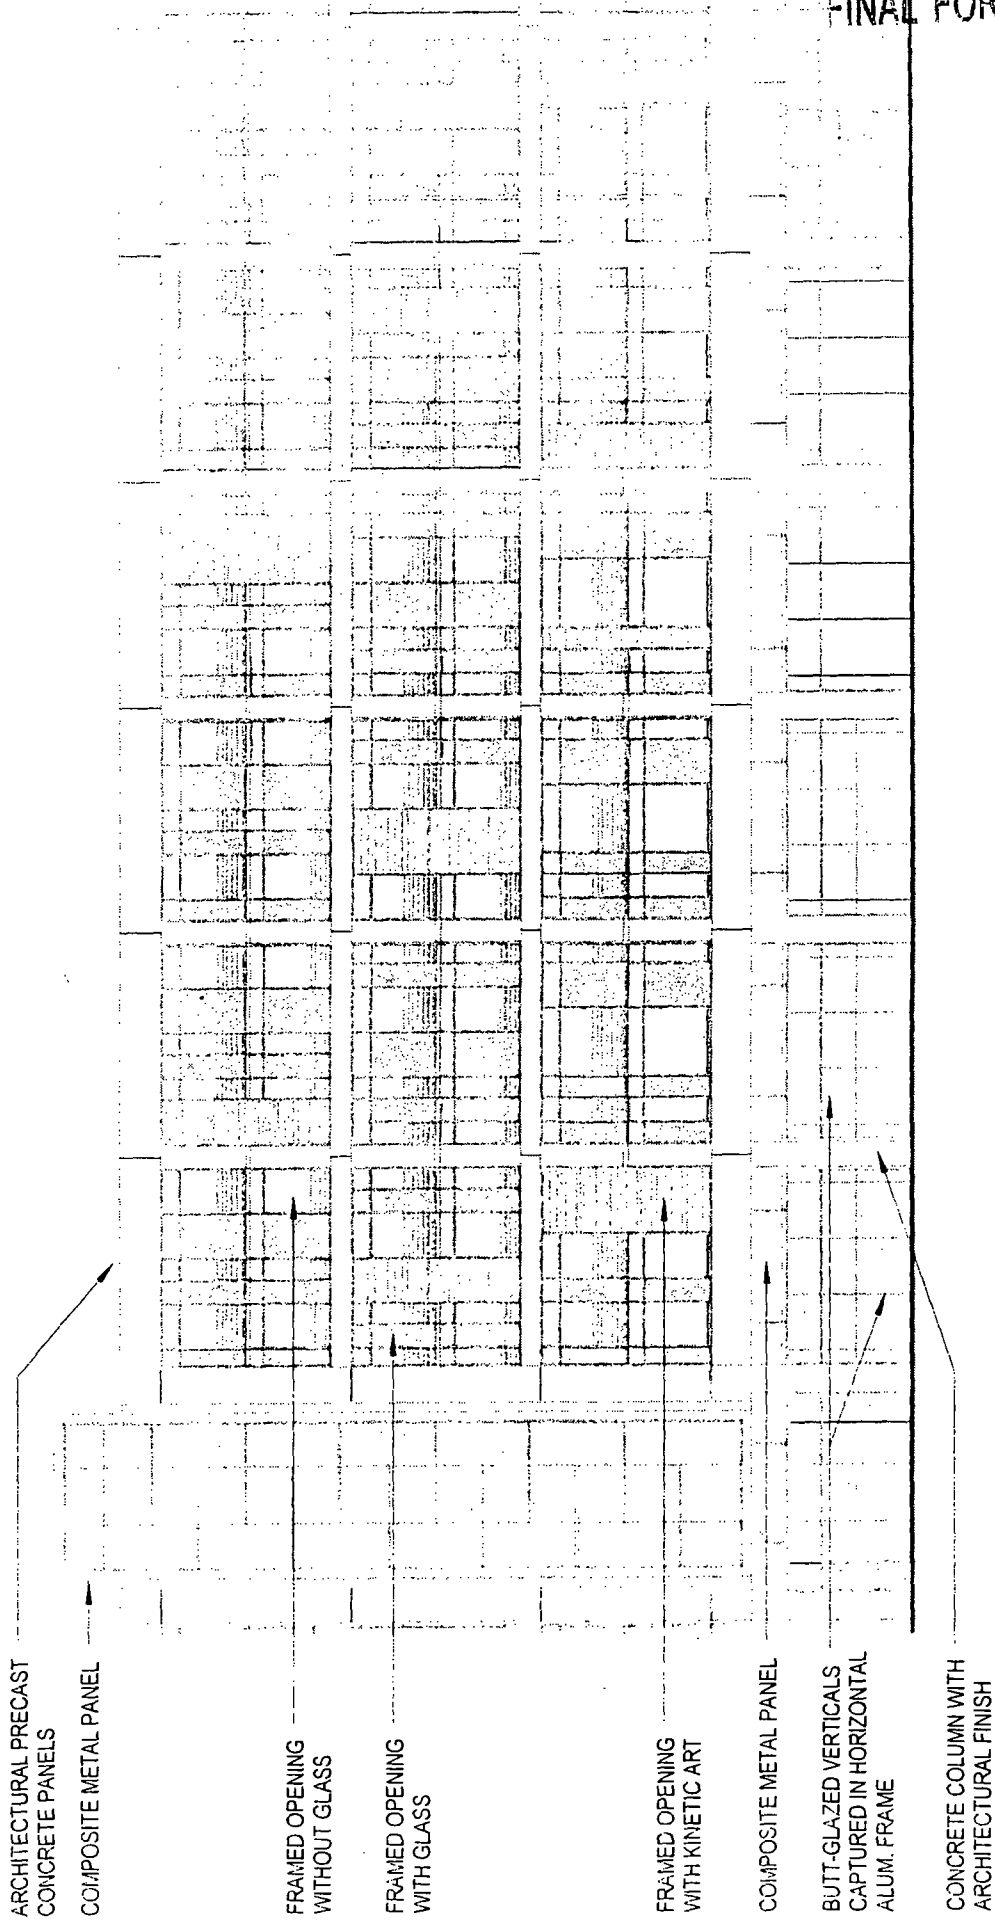 FINAL FOR
ARCHITECTURAL PRECAST
CONCRETE PANELS
COMPOSITE METAL PANEL
FRAMED OPENING
WITHOUT GLASS
FRAMED OPENING
WITH GLASS
FRAMED OPENING
WITH KINETIC ART
COMPOSITE METAL PANEL
BUTT-GLAZED VERTICALS
CAPTURED IN HORIZONTAL
ALUM. FRAME
CONCRETE COLUMN WITH
ARCHITECTURAL FINISH